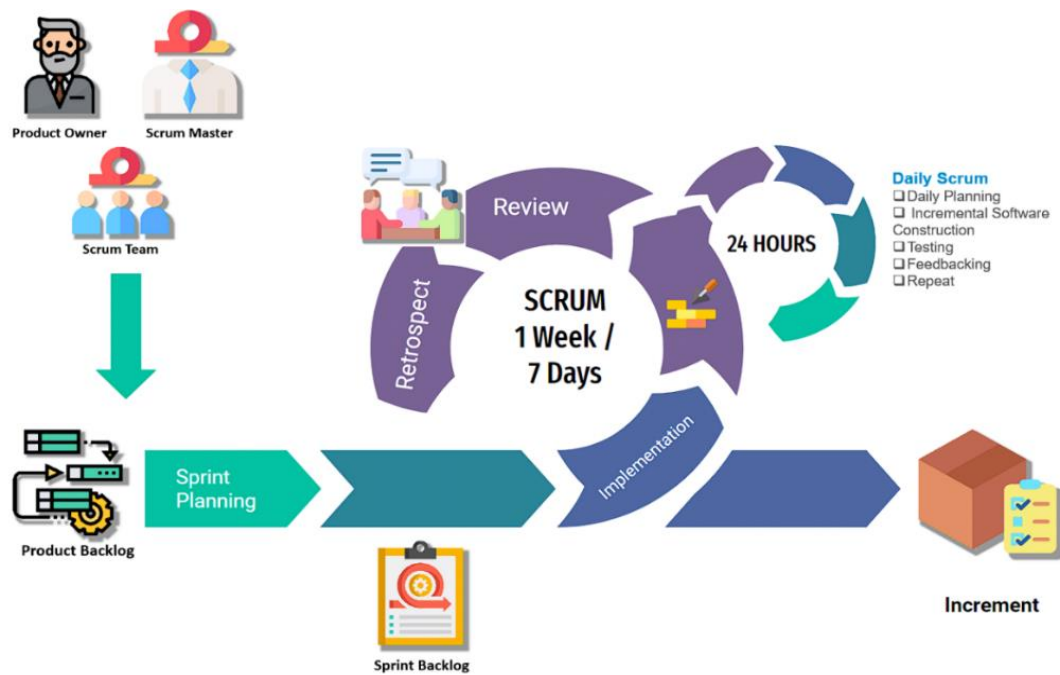 Product Owner
Scrum Master
Scrum Team
Review
Retrospect
SCRUM
1 Week /
7 Days
24 HOURS
Daily Scrum
❑ Daily Planning
❑ Incremental Software
Construction
❑ Testing
❑ Feedbacking
❑ Repeat
Implementation
Sprint
Planning
Product Backlog
Sprint Backlog
Increment